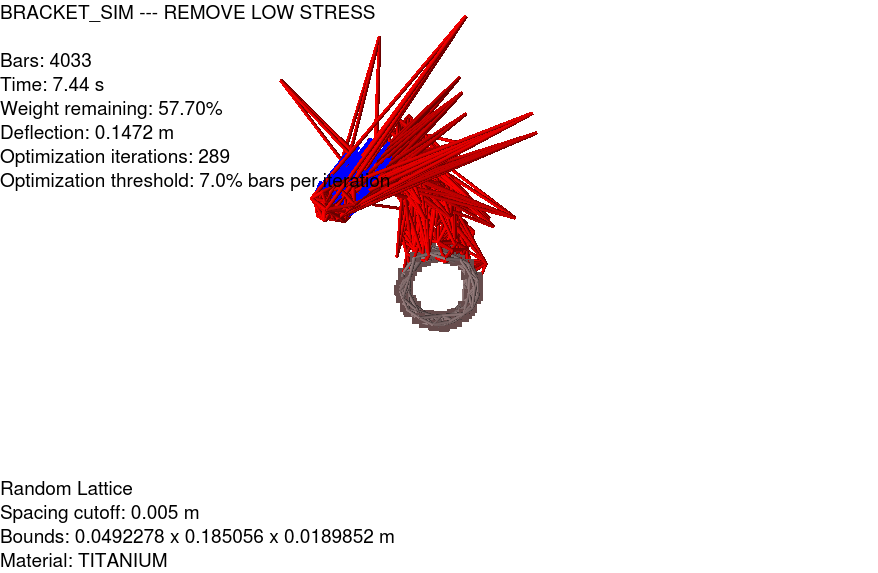 BRACKET_SIM --- REMOVE LOW STRESS
Bars: 4033
Time: 7.44 s
Weight remaining: 57.70%
Deflection: 0.1472 m
Optimization iterations: 289
Optimization threshold: 7.0% bars per iteration
Random Lattice
Spacing cutoff: 0.005 m
Bounds: 0.0492278 x 0.185056 x 0.0189852 m
Material: TITANIUM